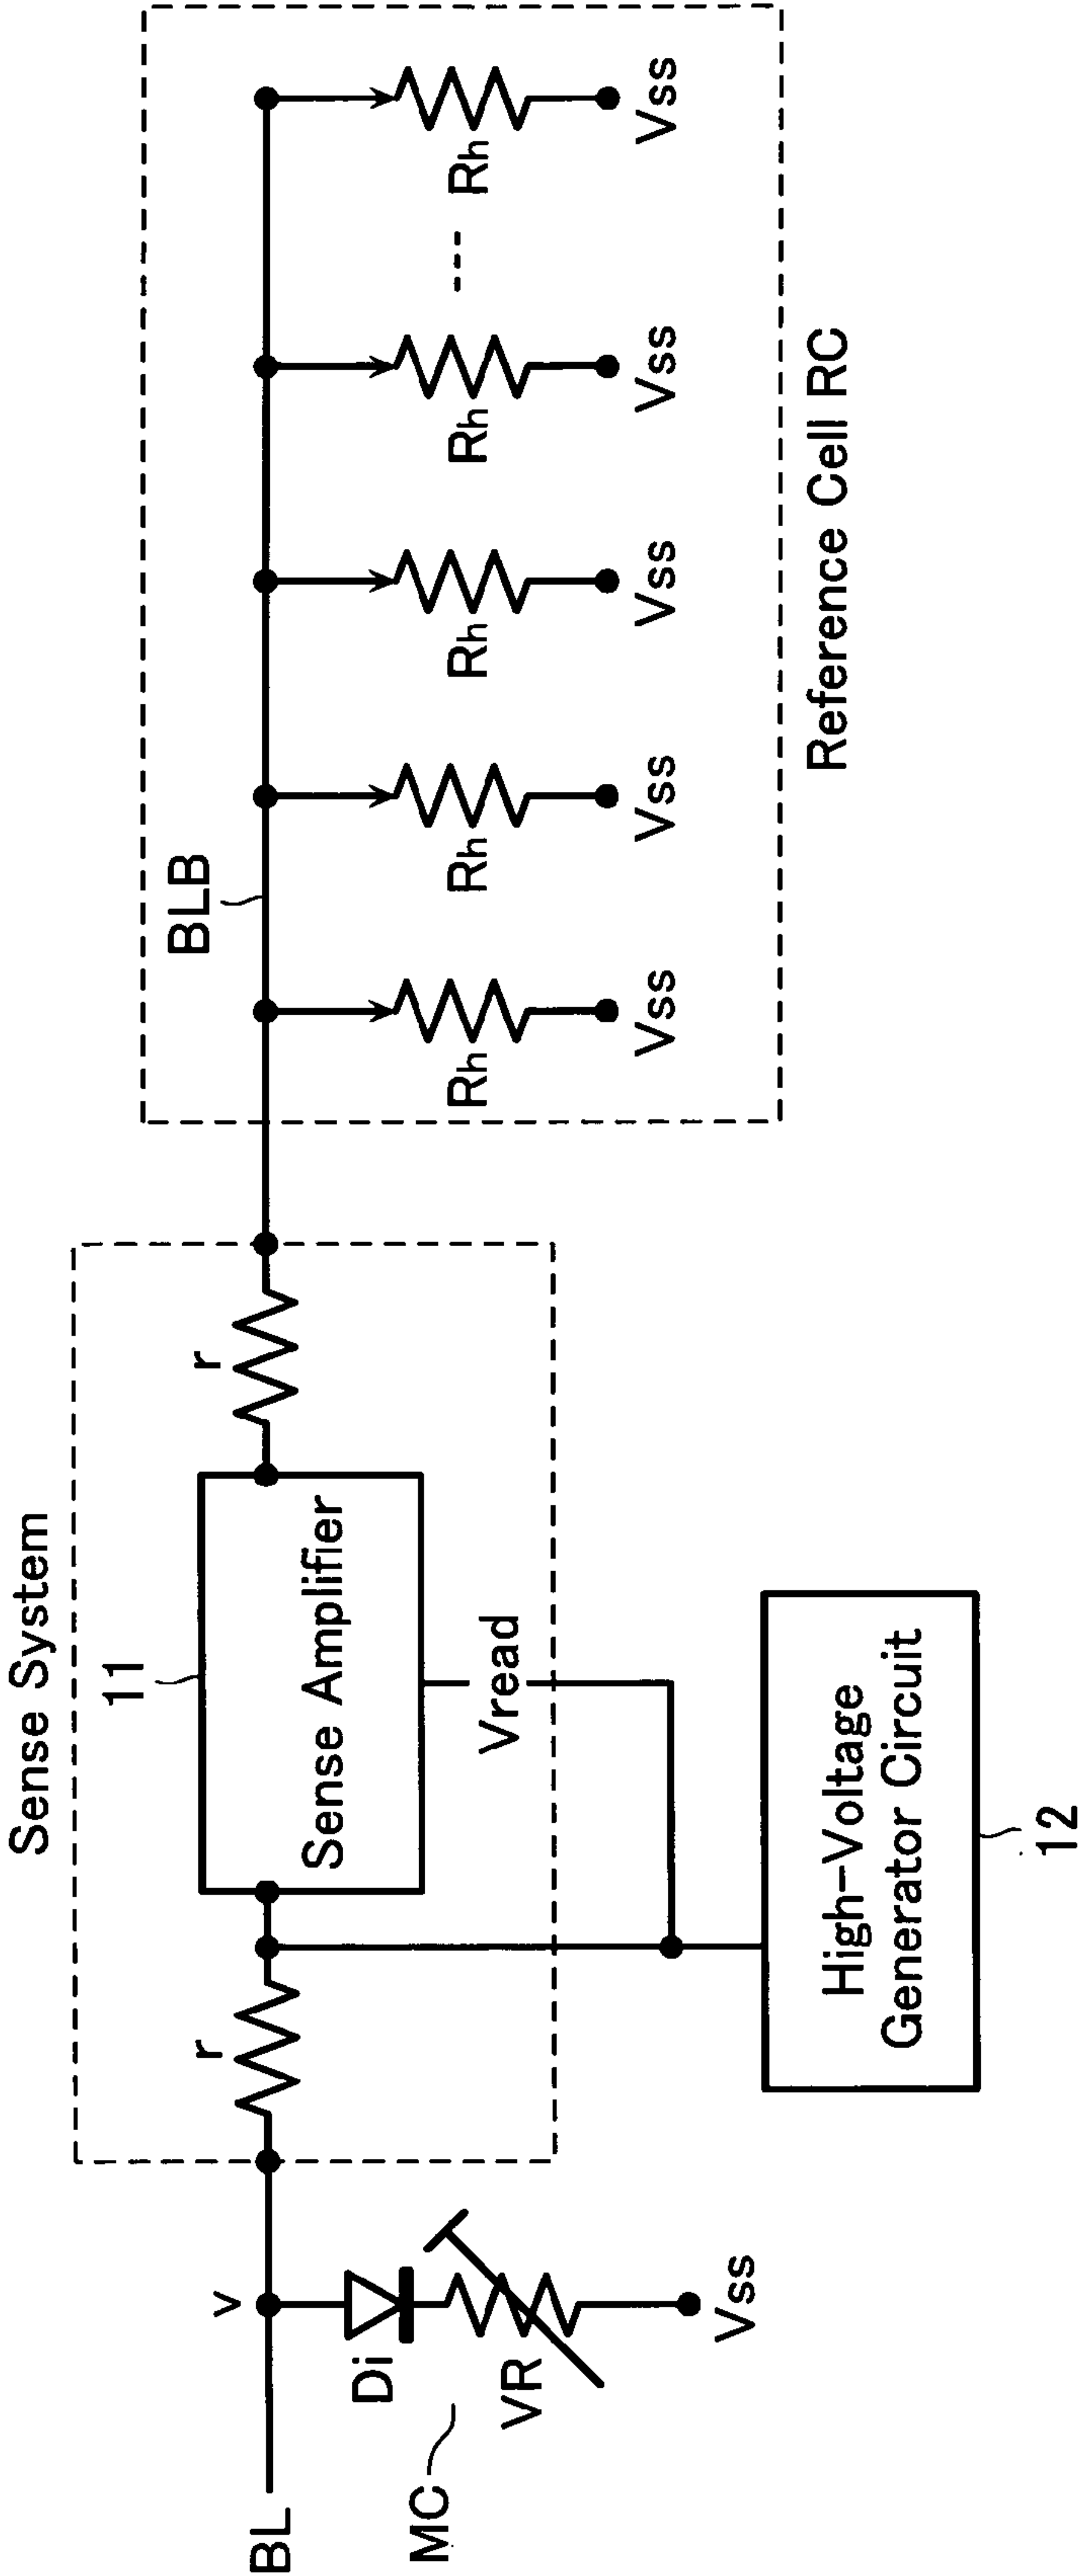 Sense System
11
r
r
Sense Amplifier
Vread
BLB
Rh
Rh
Rh
Rh
Rh
---
Vss
Vss
Vss
Vss
Vss
Reference Cell RC
BL
v
Di
VR
MC
Vss
High-Voltage
Generator Circuit
12